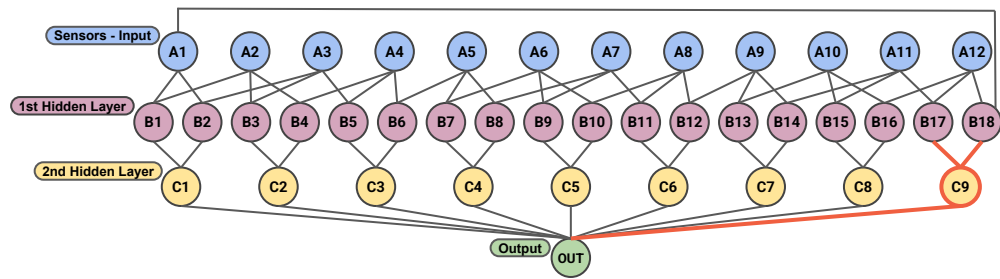 Sensors - Input
A1 A2 A3 A4 A5 A6 A7 A8 A9 A10 A11 A12
1st Hidden Layer
B1 B2 B3 B4 B5 B6 B7 B8 B9 B10 B11 B12 B13 B14 B15 B16 B17 B18
2nd Hidden Layer
C1 C2 C3 C4 C5 C6 C7 C8 C9
Output
OUT